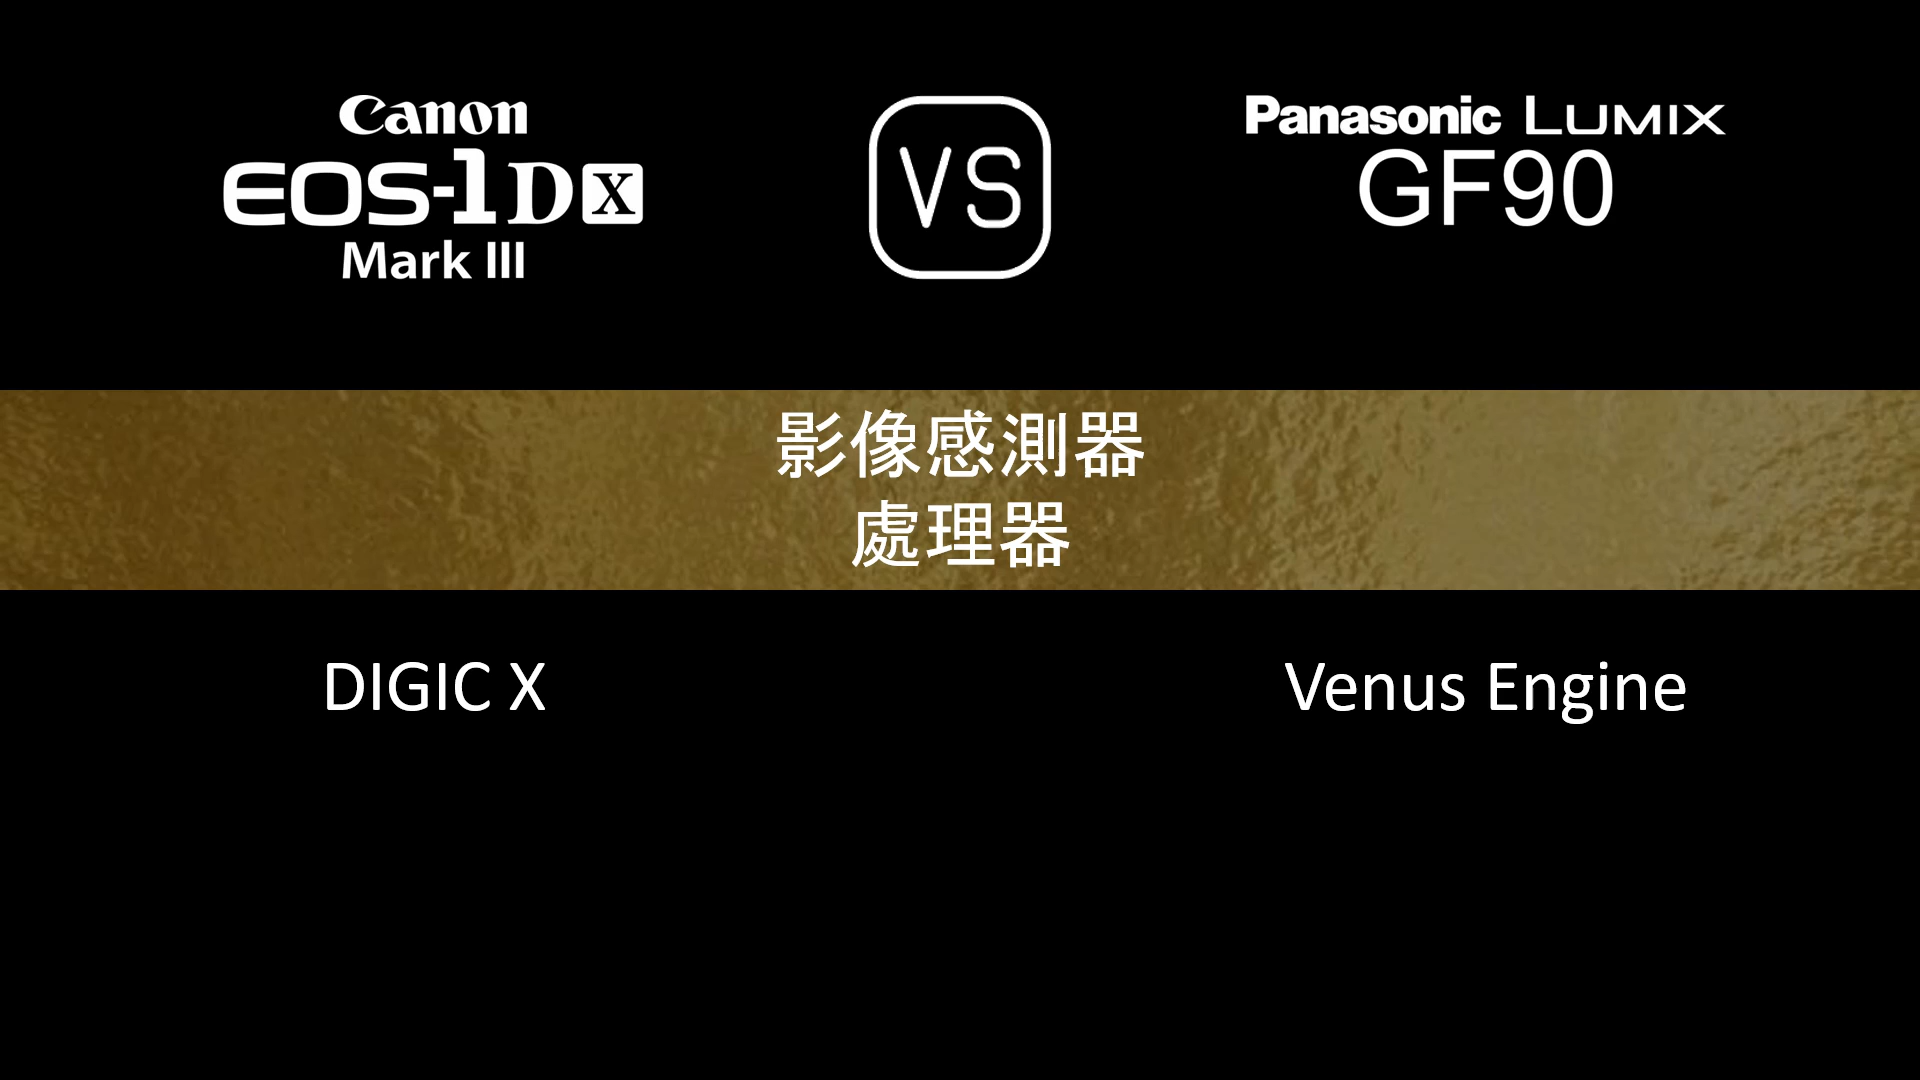 Canon
EOS-1DX
Mark III
VS
Panasonic LUMIX
GF90
影像感測器
處理器
DIGIC X
Venus Engine